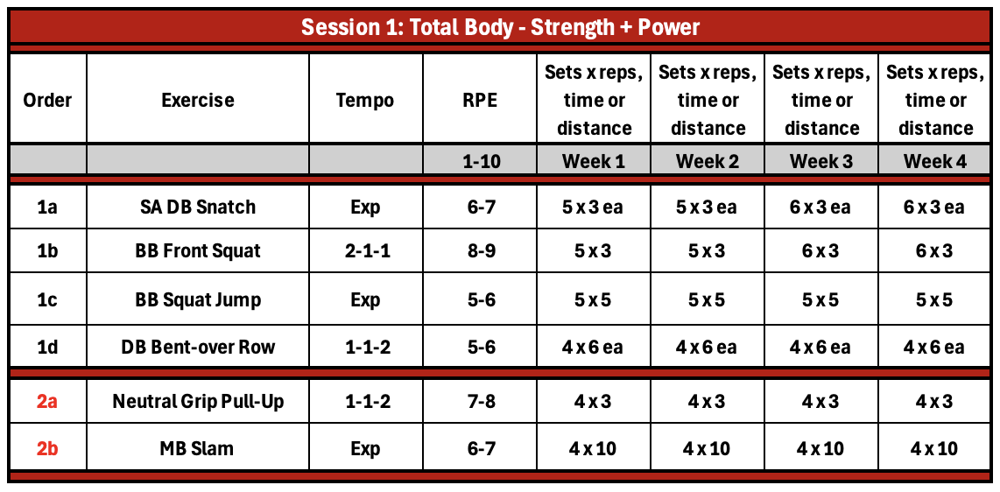 Session 1: Total Body - Strength + Power
Order Exercise Tempo RPE Sets x reps, time or distance Sets x reps, time or distance Sets x reps, time or distance Sets x reps, time or distance
1-10 Week 1 Week 2 Week 3 Week 4
1a SA DB Snatch Exp 6-7 5 x 3 ea 5 x 3 ea 6 x 3 ea 6 x 3 ea
1b BB Front Squat 2-1-1 8-9 5 x 3 5 x 3 6 x 3 6 x 3
1c BB Squat Jump Exp 5-6 5 x 5 5 x 5 5 x 5 5 x 5
1d DB Bent-over Row 1-1-2 5-6 4 x 6 ea 4 x 6 ea 4 x 6 ea 4 x 6 ea
2a Neutral Grip Pull-Up 1-1-2 7-8 4 x 3 4 x 3 4 x 3 4 x 3
2b MB Slam Exp 6-7 4 x 10 4 x 10 4 x 10 4 x 10